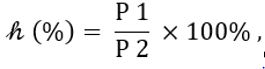 𝒽 (%) = P 1 / P 2 × 100% ,